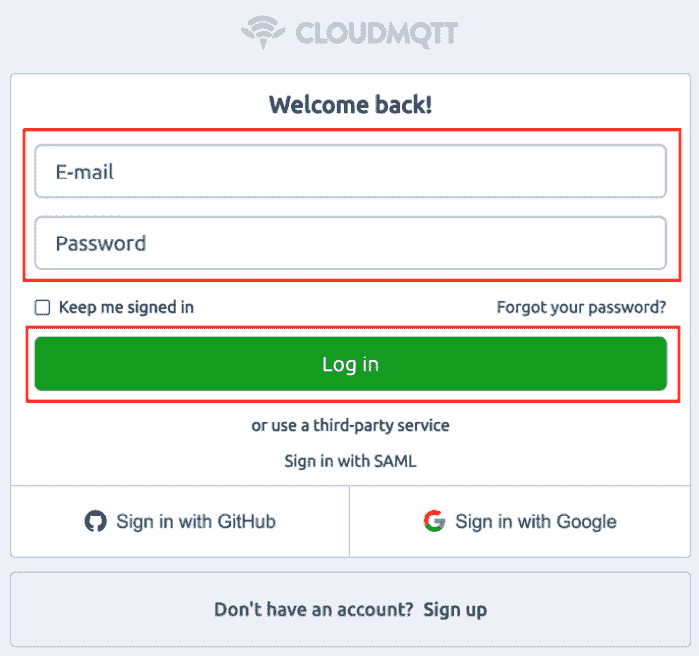 CLOUDMQTT
Welcome back!
E-mail
Password
Keep me signed in
Forgot your password?
Log in
or use a third-party service
Sign in with SAML
Sign in with GitHub
Sign in with Google
Don't have an account? Sign up